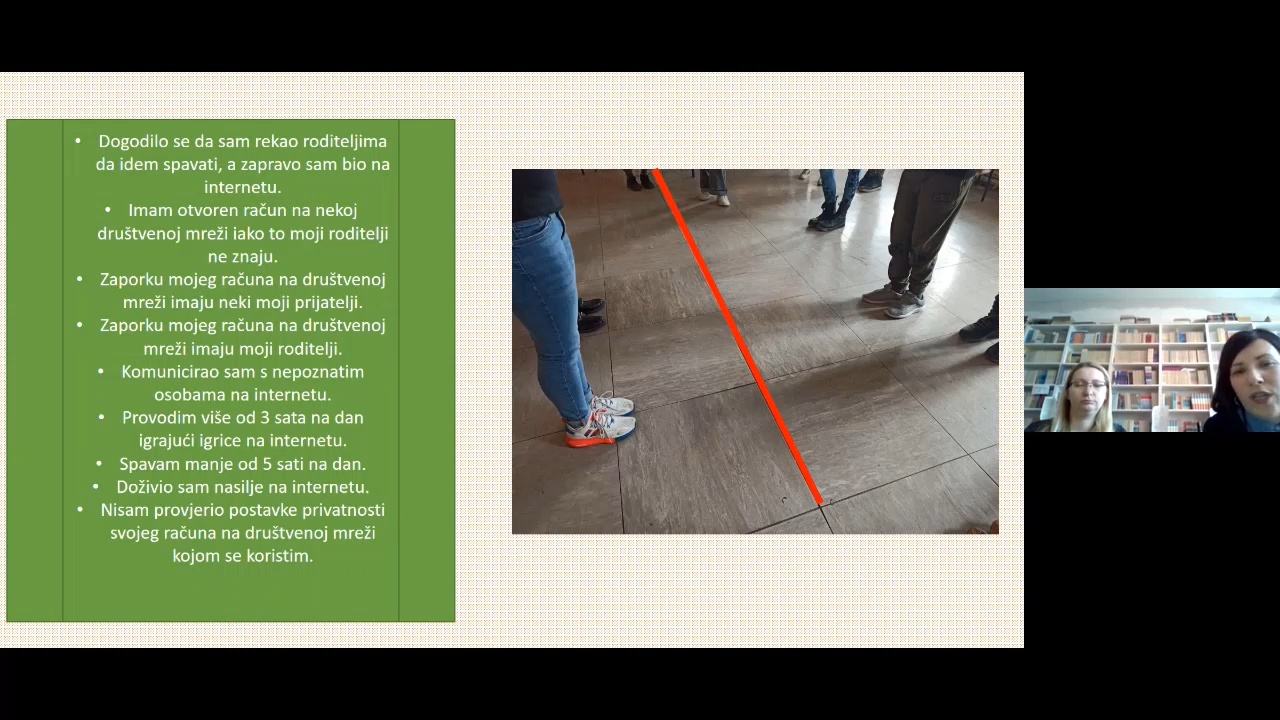 • Dogodilo se da sam rekao roditeljima
da idem spavati, a zapravo sam bio na
internetu.
• Imam otvoren račun na nekoj
društvenoj mreži iako to moji roditelji
ne znaju.
• Zaporku mojeg računa na društvenoj
mreži imaju neki moji prijatelji.
• Zaporku mojeg računa na društvenoj
mreži imaju moji roditelji.
• Komunicirao sam s nepoznatim
osobama na internetu.
• Provodim više od 3 sata na dan
igrajući igrice na internetu.
• Spavam manje od 5 sati na dan.
• Doživio sam nasilje na internetu.
• Nisam provjerio postavke privatnosti
svojeg računa na društvenoj mreži
kojom se koristim.